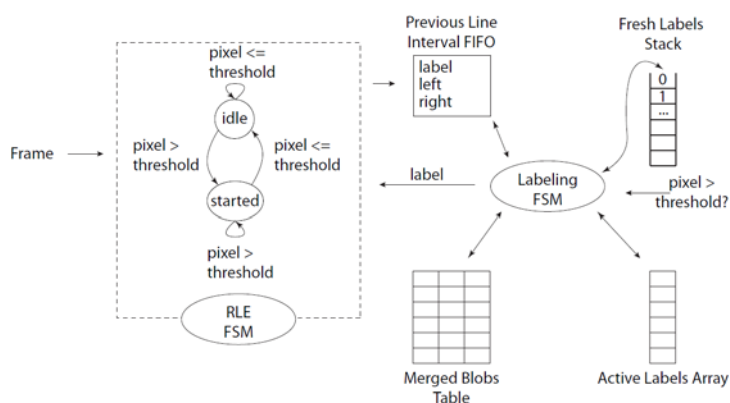 Previous Line
Interval FIFO
Fresh Labels
Stack
pixel <=
threshold
label
left
right
0
1
...
idle
Frame
pixel >
threshold
pixel <=
threshold
label
Labeling
FSM
pixel >
threshold?
started
pixel >
threshold
RLE
FSM
Merged Blobs
Table
Active Labels Array